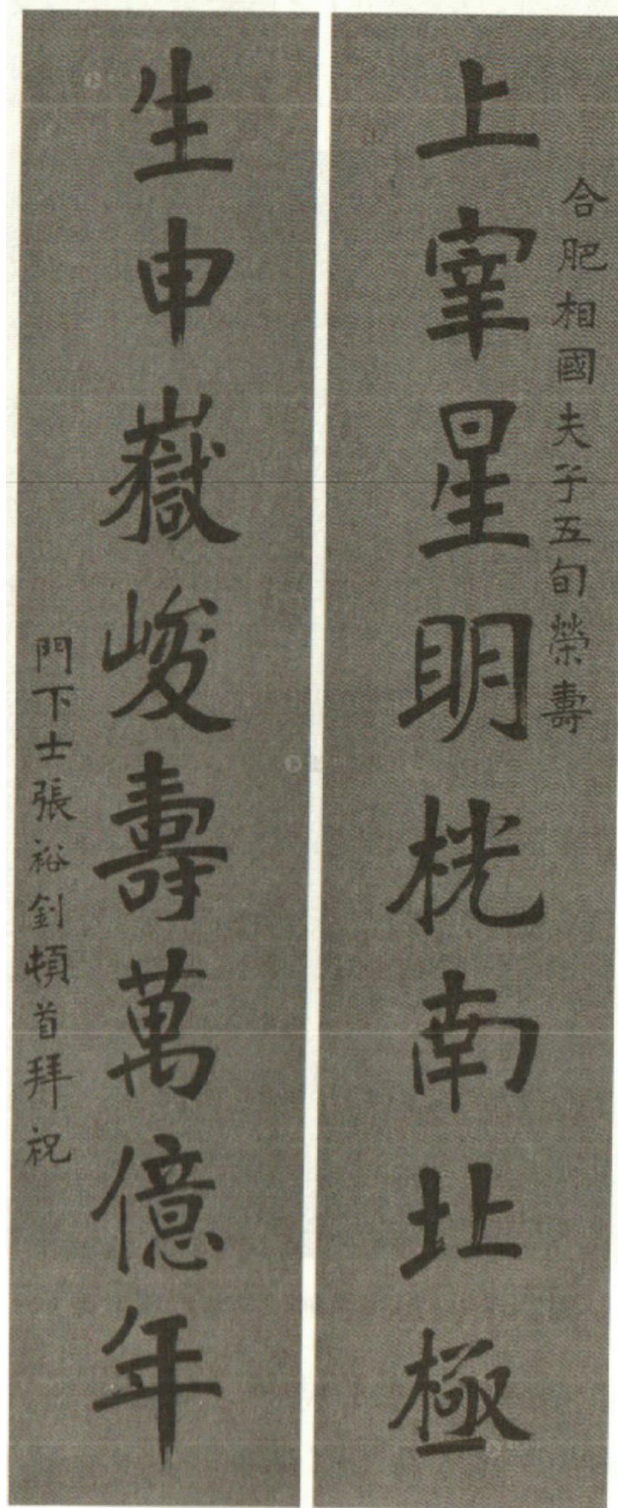 合肥相國夫子五旬榮壽
上宰星明桄南北極
生申嶽峻壽萬億年
門下士張裕釗頓首拜祝